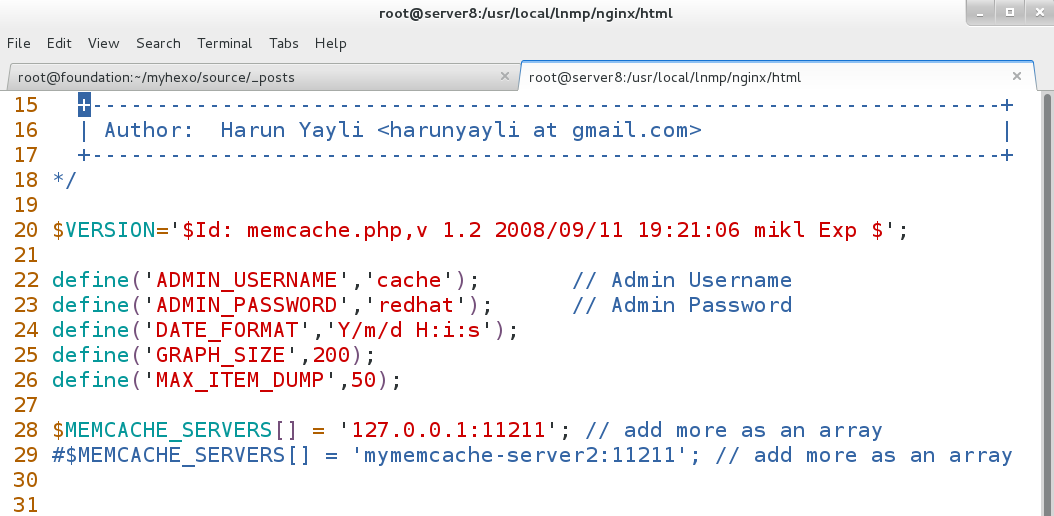 root@server8:/usr/local/lnmp/nginx/html
File Edit View Search Terminal Tabs Help
root@foundation:~/myhexo/source/_posts × root@server8:/usr/local/lnmp/nginx/html ×
15   +----------------------------------------------------------------------+
16   | Author:  Harun Yayli <harunyayli at gmail.com>                       |
17   +----------------------------------------------------------------------+
18 */
19
20 $VERSION='$Id: memcache.php,v 1.2 2008/09/11 19:21:06 mikl Exp $';
21
22 define('ADMIN_USERNAME','cache');       // Admin Username
23 define('ADMIN_PASSWORD','redhat');      // Admin Password
24 define('DATE_FORMAT','Y/m/d H:i:s');
25 define('GRAPH_SIZE',200);
26 define('MAX_ITEM_DUMP',50);
27
28 $MEMCACHE_SERVERS[] = '127.0.0.1:11211'; // add more as an array
29 #$MEMCACHE_SERVERS[] = 'mymemcache-server2:11211'; // add more as an array
30
31